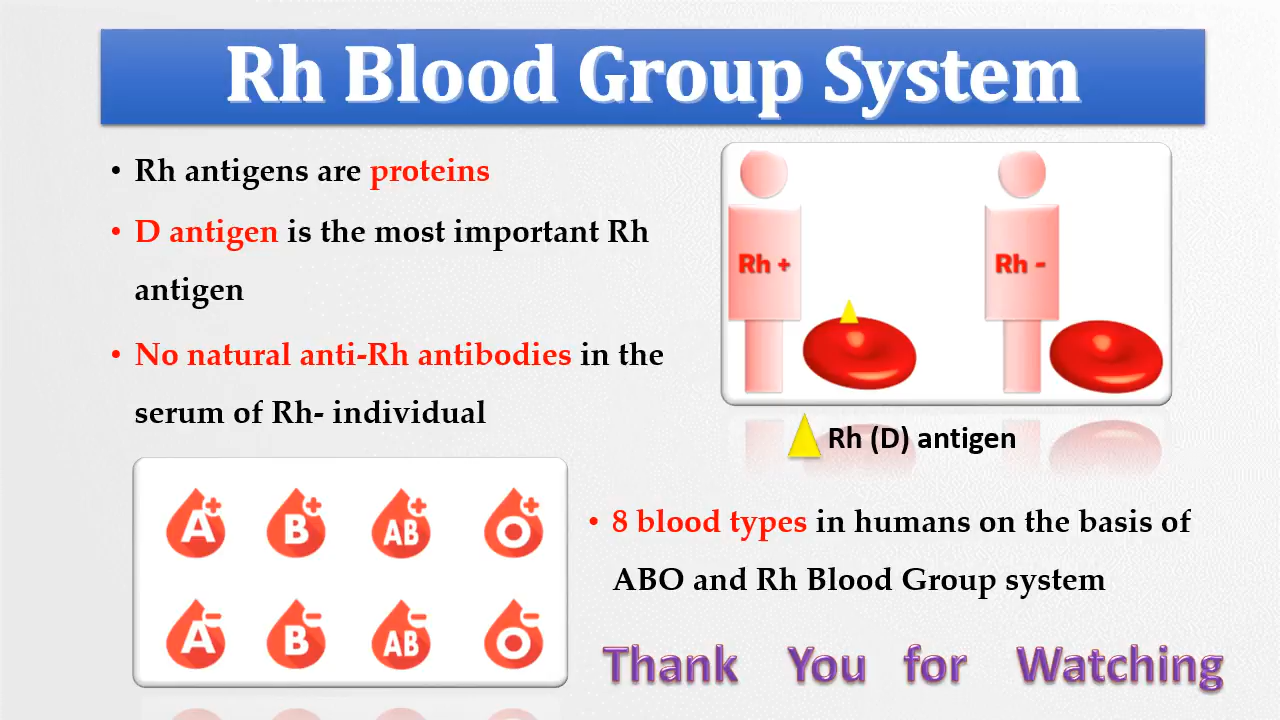 Rh Blood Group System
• Rh antigens are proteins
• D antigen is the most important Rh
antigen
• No natural anti-Rh antibodies in the
serum of Rh- individual
Rh +
Rh -
Rh (D) antigen
A+ B+ AB+ O+
A- B- AB- O-
• 8 blood types in humans on the basis of
ABO and Rh Blood Group system
Thank You for Watching